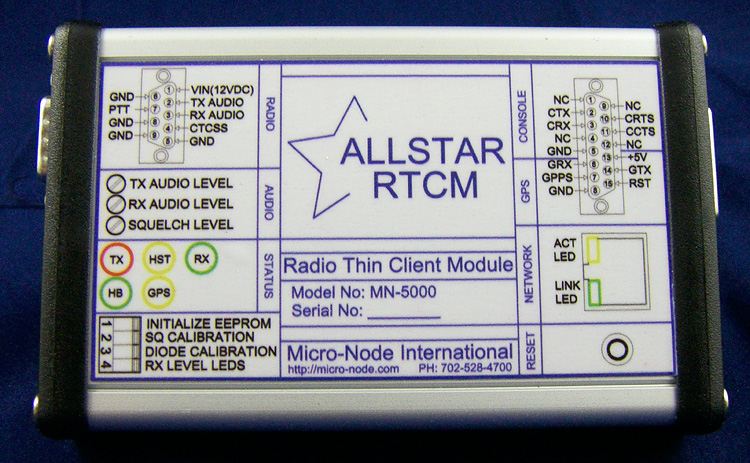 GND
PTT
GND
GND
6
7
8
9
1
2
3
4
5
VIN(12VDC)
TX AUDIO
RX AUDIO
CTCSS
GND
RADIO
TX AUDIO LEVEL
RX AUDIO LEVEL
SQUELCH LEVEL
AUDIO
TX HST RX
HB GPS
STATUS
1 INITIALIZE EEPROM
2 SQ CALIBRATION
3 DIODE CALIBRATION
4 RX LEVEL LEDS
ALLSTAR
RTCM
Radio Thin Client Module
Model No: MN-5000
Serial No: ________
Micro-Node International
http://micro-node.com PH: 702-528-4700
CONSOLE
GPS
NC
CTX
CRX
NC
GND
GRX
GPPS
GND
1
2
3
4
5
6
7
8
9
10
11
12
13
14
15
NC
CRTS
CCTS
NC
+5V
GTX
RST
NETWORK
ACT
LED
LINK
LED
RESET